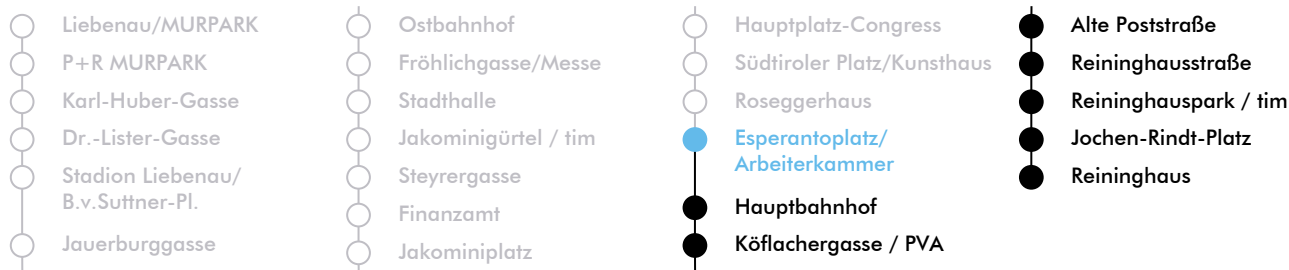 Liebenau/MURPARK
P+R MURPARK
Karl-Huber-Gasse
Dr.-Lister-Gasse
Stadion Liebenau/
B.v.Suttner-Pl.
Jauerburggasse
Ostbahnhof
Fröhlichgasse/Messe
Stadthalle
Jakominigürtel / tim
Steyrergasse
Finanzamt
Jakominiplatz
Hauptplatz-Congress
Südtiroler Platz/Kunsthaus
Roseggerhaus
Esperantoplatz/
Arbeiterkammer
Hauptbahnhof
Köflachergasse / PVA
Alte Poststraße
Reininghausstraße
Reininghauspark / tim
Jochen-Rindt-Platz
Reininghaus